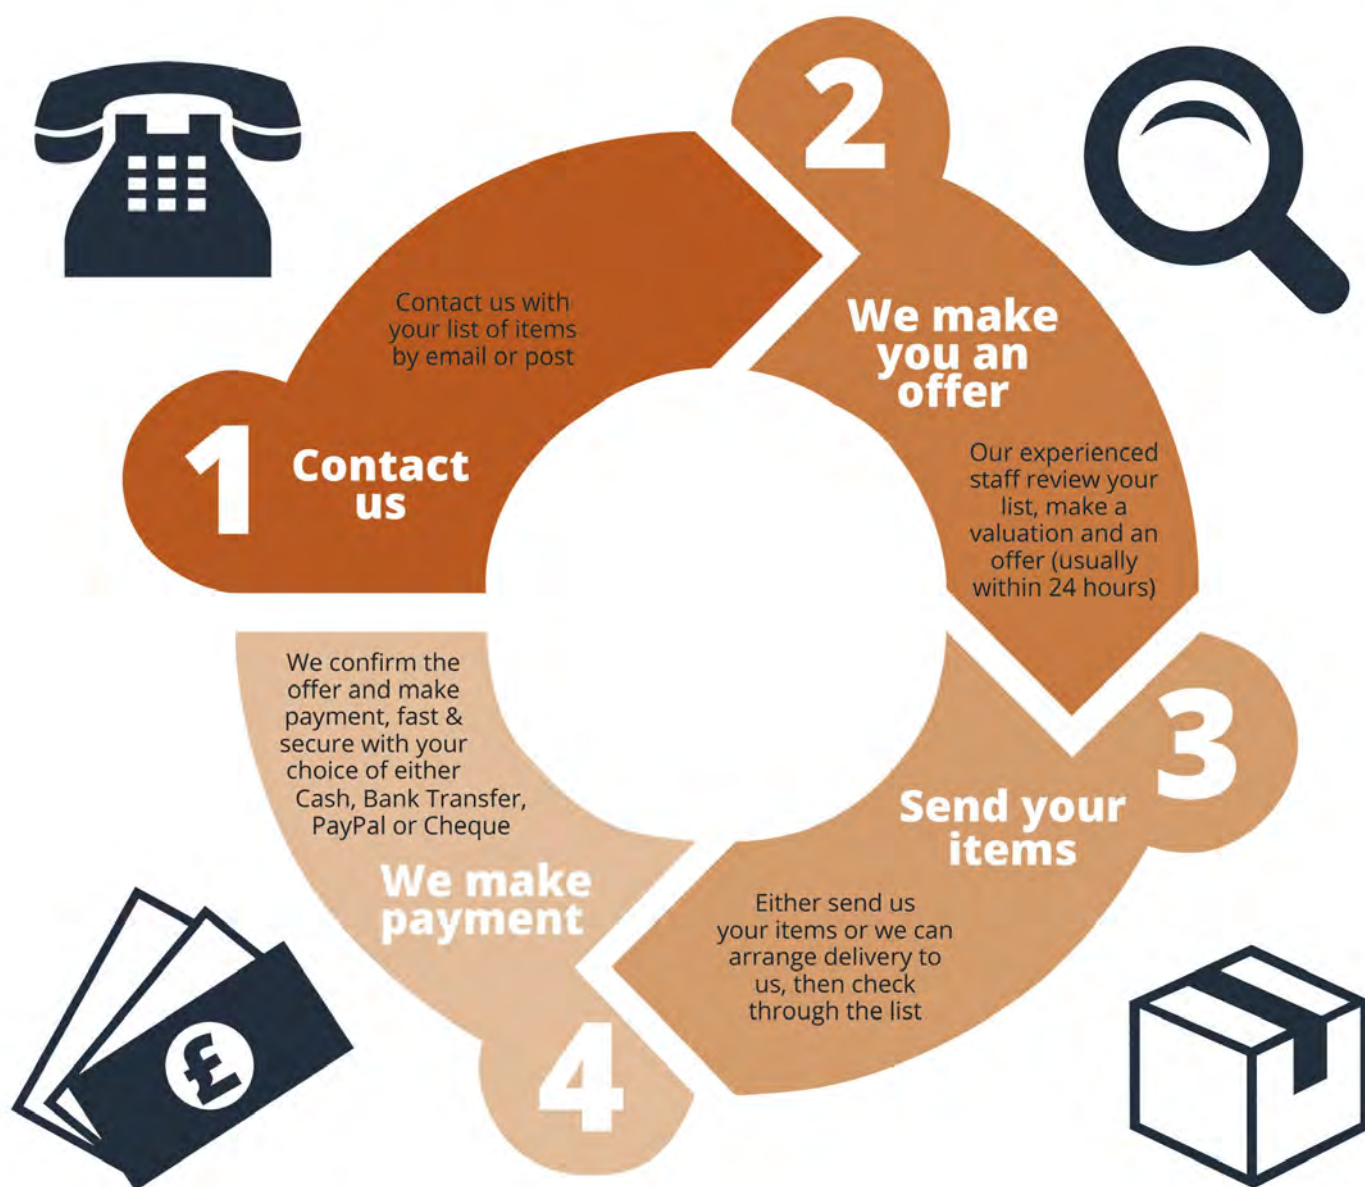 1
Contact
us
Contact us with
your list of items
by email or post
2
We make
you an
offer
Our experienced
staff review your
list, make a
valuation and an
offer (usually
within 24 hours)
3
Send your
items
Either send us
your items or we can
arrange delivery to
us, then check
through the list
4
We make
payment
We confirm the
offer and make
payment, fast &
secure with your
choice of either
Cash, Bank Transfer,
PayPal or Cheque
£